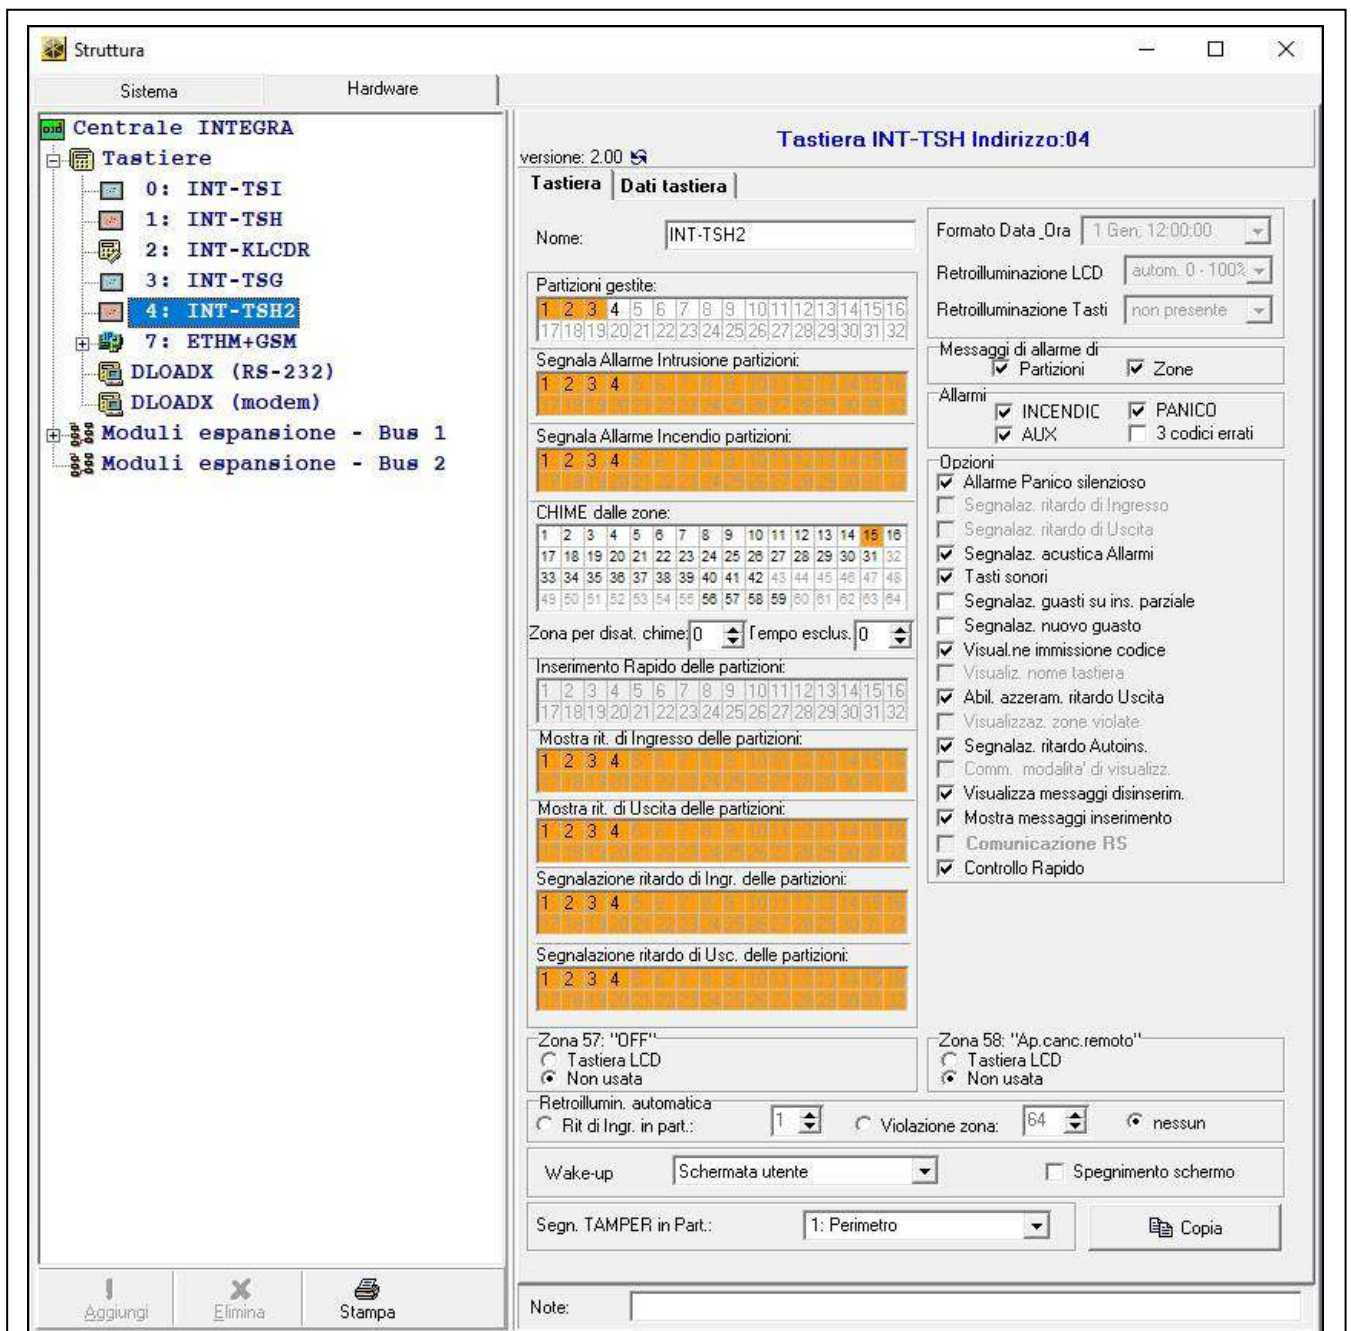 Struttura
Sistema
Hardware
Centrale INTEGRA
Tastiere
0: INT-TSI
1: INT-TSH
2: INT-KLCDR
3: INT-TSG
4: INT-TSH2
7: ETHM+GSM
DLOADX (RS-232)
DLOADX (modem)
Moduli espansione - Bus 1
Moduli espansione - Bus 2
Aggiungi
Elimina
Stampa
Tastiera INT-TSH Indirizzo:04
versione: 2.00
Tastiera
Dati tastiera
Nome:
INT-TSH2
Partizioni gestite:
1 2 3 4 5 6 7 8 9 10 11 12 13 14 15 16
17 18 19 20 21 22 23 24 25 26 27 28 29 30 31 32
Segnala Allarme Intrusione partizioni:
1 2 3 4
Segnala Allarme Incendio partizioni:
1 2 3 4
CHIME dalle zone:
1 2 3 4 5 6 7 8 9 10 11 12 13 14 15 16
17 18 19 20 21 22 23 24 25 26 27 28 29 30 31 32
33 34 35 36 37 38 39 40 41 42 43 44 45 46 47 48
49 50 51 52 53 54 55 56 57 58 59 60 61 62 63 64
Zona per disat. chime:
0
Tempo esclus.
0
Inserimento Rapido delle partizioni:
1 2 3 4 5 6 7 8 9 10 11 12 13 14 15 16
17 18 19 20 21 22 23 24 25 26 27 28 29 30 31 32
Mostra rit. di Ingresso delle partizioni:
1 2 3 4
Mostra rit. di Uscita delle partizioni:
1 2 3 4
Segnalazione ritardo di Ingr. delle partizioni:
1 2 3 4
Segnalazione ritardo di Usc. delle partizioni:
1 2 3 4
Formato Data _Ora
1 Gen, 12:00:00
Retroilluminazione LCD
autom. 0 - 100%
Retroilluminazione Tasti
non presente
Messaggi di allarme di
Partizioni
Zone
Allarmi
INCENDIC
PANICO
AUX
3 codici errati
Opzioni
Allarme Panico silenzioso
Segnalaz. ritardo di Ingresso
Segnalaz. ritardo di Uscita
Segnalaz. acustica Allarmi
Tasti sonori
Segnalaz. guasti su ins. parziale
Segnalaz. nuovo guasto
Visual.ne immissione codice
Visualiz. nome tastiera
Abil. azzeram. ritardo Uscita
Visualizzaz. zone violate
Segnalaz. ritardo Autoins.
Comm. modalita' di visualizz.
Visualizza messaggi disinserim.
Mostra messaggi inserimento
Comunicazione RS
Controllo Rapido
Zona 57: "OFF"
Tastiera LCD
Non usata
Zona 58: "Ap.canc.remoto"
Tastiera LCD
Non usata
Retroillumin. automatica
Rit di Ingr. in part.:
1
Violazione zona:
64
nessun
Wake-up
Schermata utente
Spegnimento schermo
Segn. TAMPER in Part.:
1: Perimetro
Copia
Note: